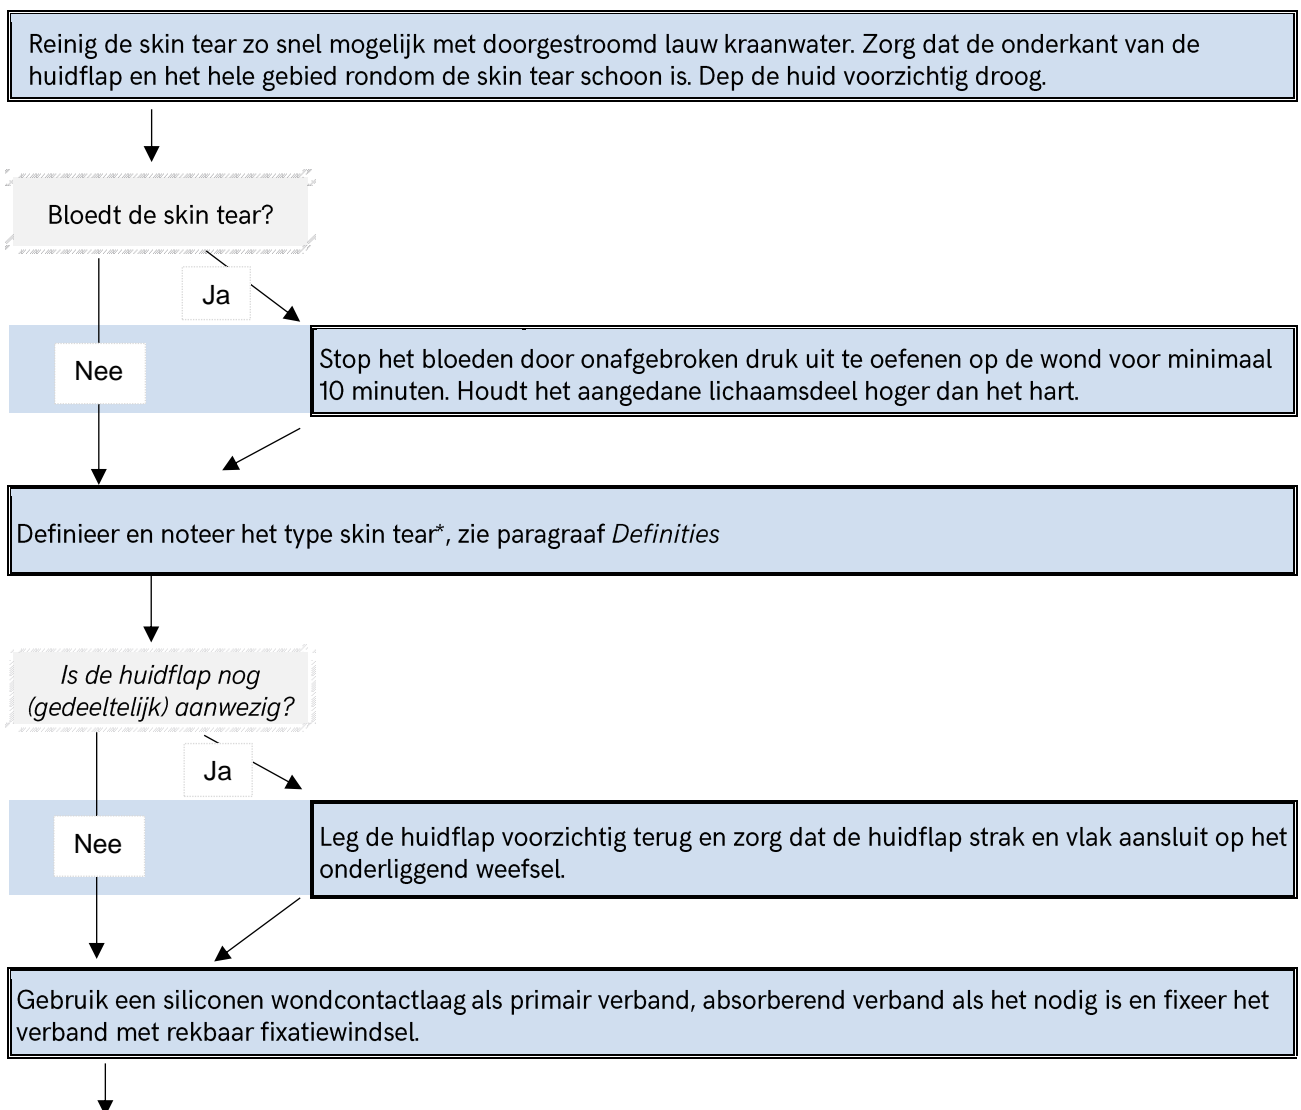 Reinig de skin tear zo snel mogelijk met doorgestroomd lauw kraanwater. Zorg dat de onderkant van de
huidflap en het hele gebied rondom de skin tear schoon is. Dep de huid voorzichtig droog.
Bloedt de skin tear?
Ja
Nee
Stop het bloeden door onafgebroken druk uit te oefenen op de wond voor minimaal
10 minuten. Houdt het aangedane lichaamsdeel hoger dan het hart.
Definieer en noteer het type skin tear*, zie paragraaf Definities
Is de huidflap nog
(gedeeltelijk) aanwezig?
Ja
Nee
Leg de huidflap voorzichtig terug en zorg dat de huidflap strak en vlak aansluit op het
onderliggend weefsel.
Gebruik een siliconen wondcontactlaag als primair verband, absorberend verband als het nodig is en fixeer het
verband met rekbaar fixatiewindsel.